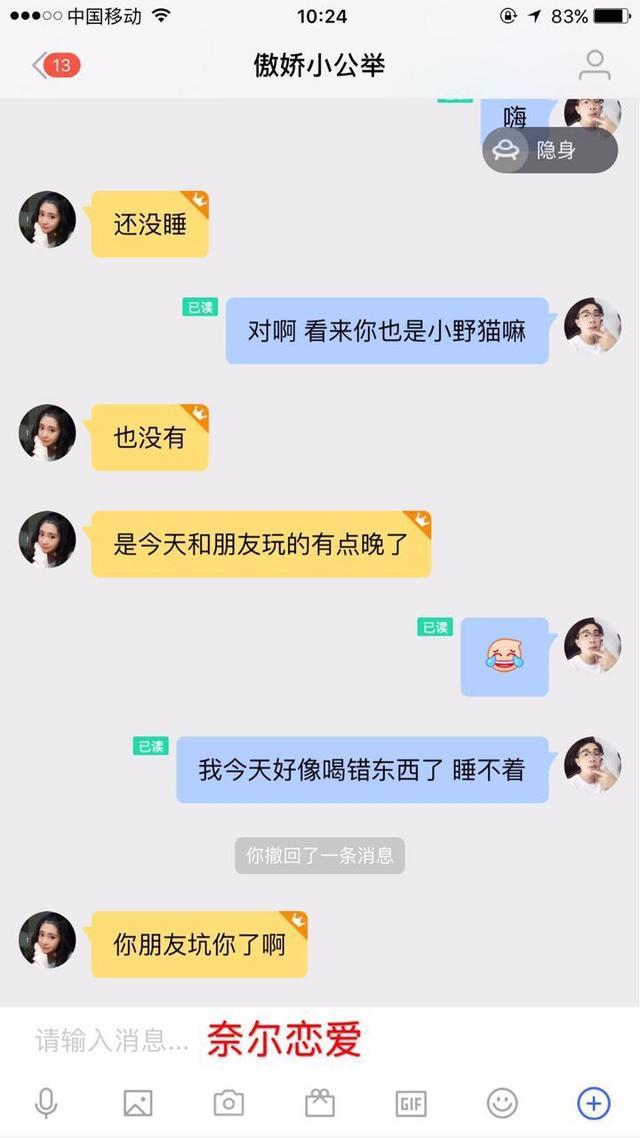 中国移动
10:24
83%
13
傲娇小公举
嗨
隐身
还没睡
已读
对啊 看来你也是小野猫嘛
也没有
是今天和朋友玩的有点晚了
已读
已读
我今天好像喝错东西了 睡不着
你撤回了一条消息
你朋友坑你了啊
请输入消息...
奈尔恋爱
GIF